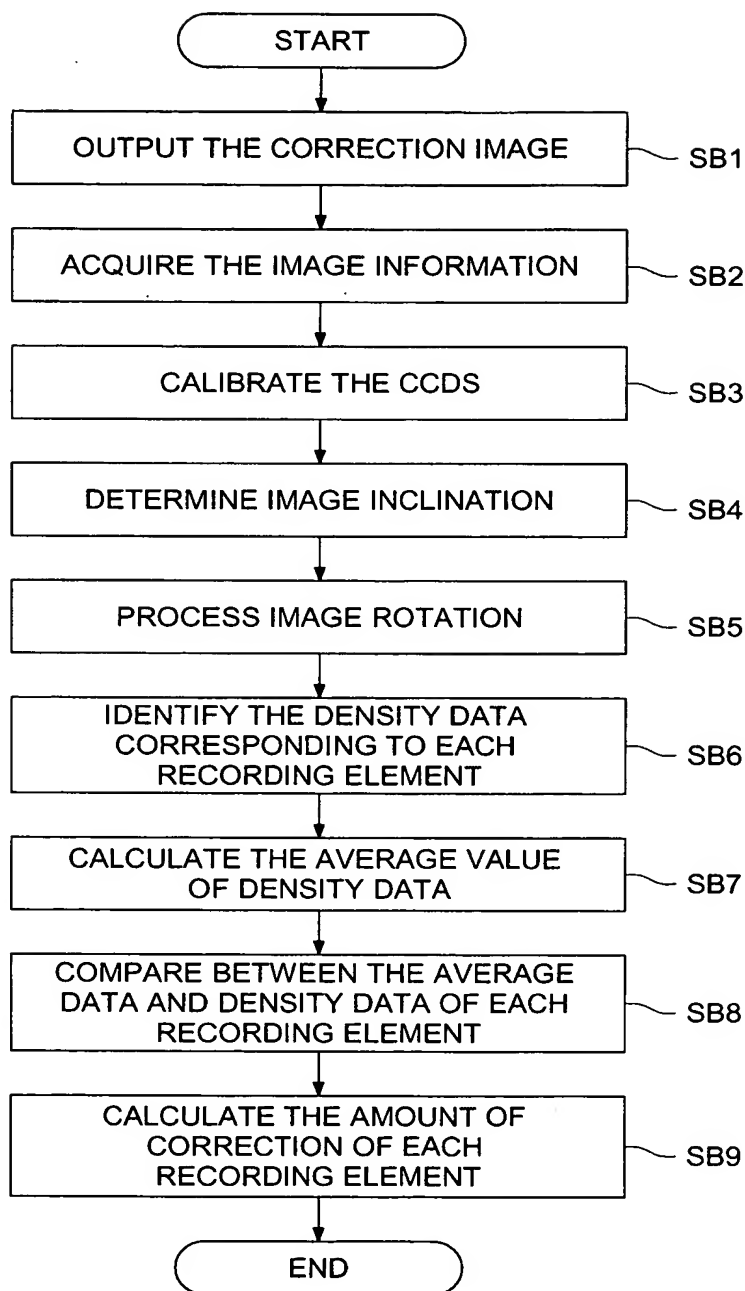 START
OUTPUT THE CORRECTION IMAGE
SB1
ACQUIRE THE IMAGE INFORMATION
SB2
CALIBRATE THE CCDS
SB3
DETERMINE IMAGE INCLINATION
SB4
PROCESS IMAGE ROTATION
SB5
IDENTIFY THE DENSITY DATA
CORRESPONDING TO EACH
RECORDING ELEMENT
SB6
CALCULATE THE AVERAGE VALUE
OF DENSITY DATA
SB7
COMPARE BETWEEN THE AVERAGE
DATA AND DENSITY DATA OF EACH
RECORDING ELEMENT
SB8
CALCULATE THE AMOUNT OF
CORRECTION OF EACH
RECORDING ELEMENT
SB9
END